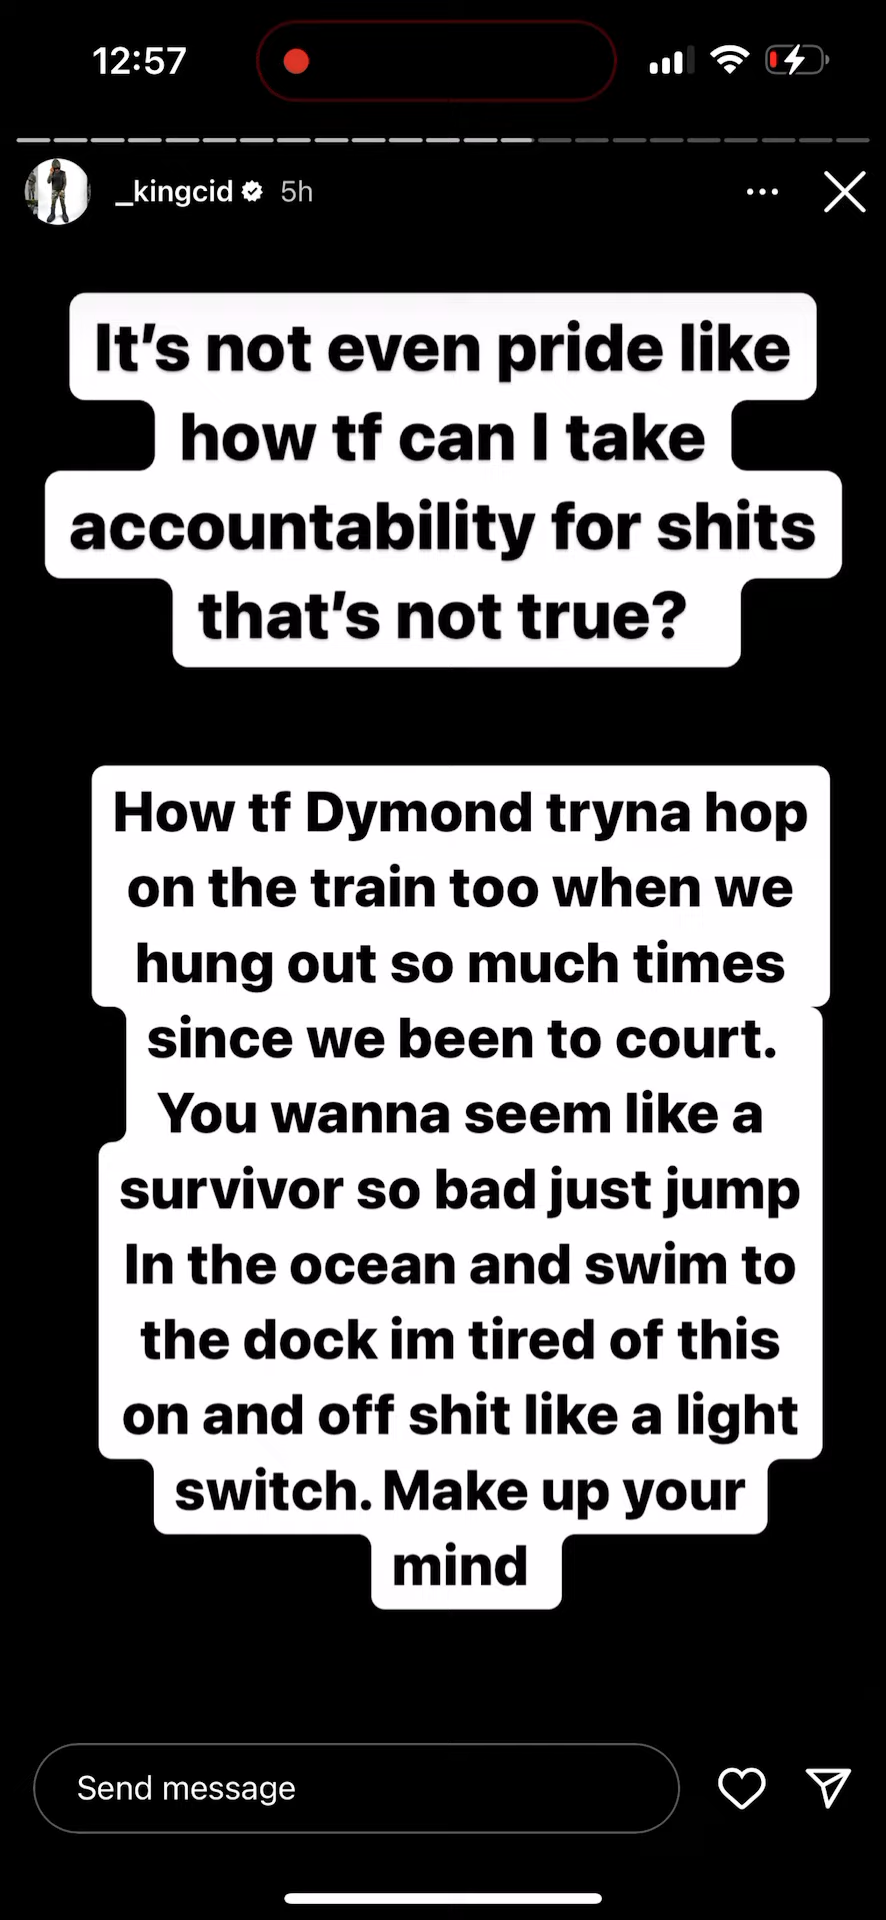 12:57
_kingcid 5h
It's not even pride like
how tf can I take
accountability for shits
that's not true?
How tf Dymond tryna hop
on the train too when we
hung out so much times
since we been to court.
You wanna seem like a
survivor so bad just jump
In the ocean and swim to
the dock im tired of this
on and off shit like a light
switch. Make up your
mind
Send message